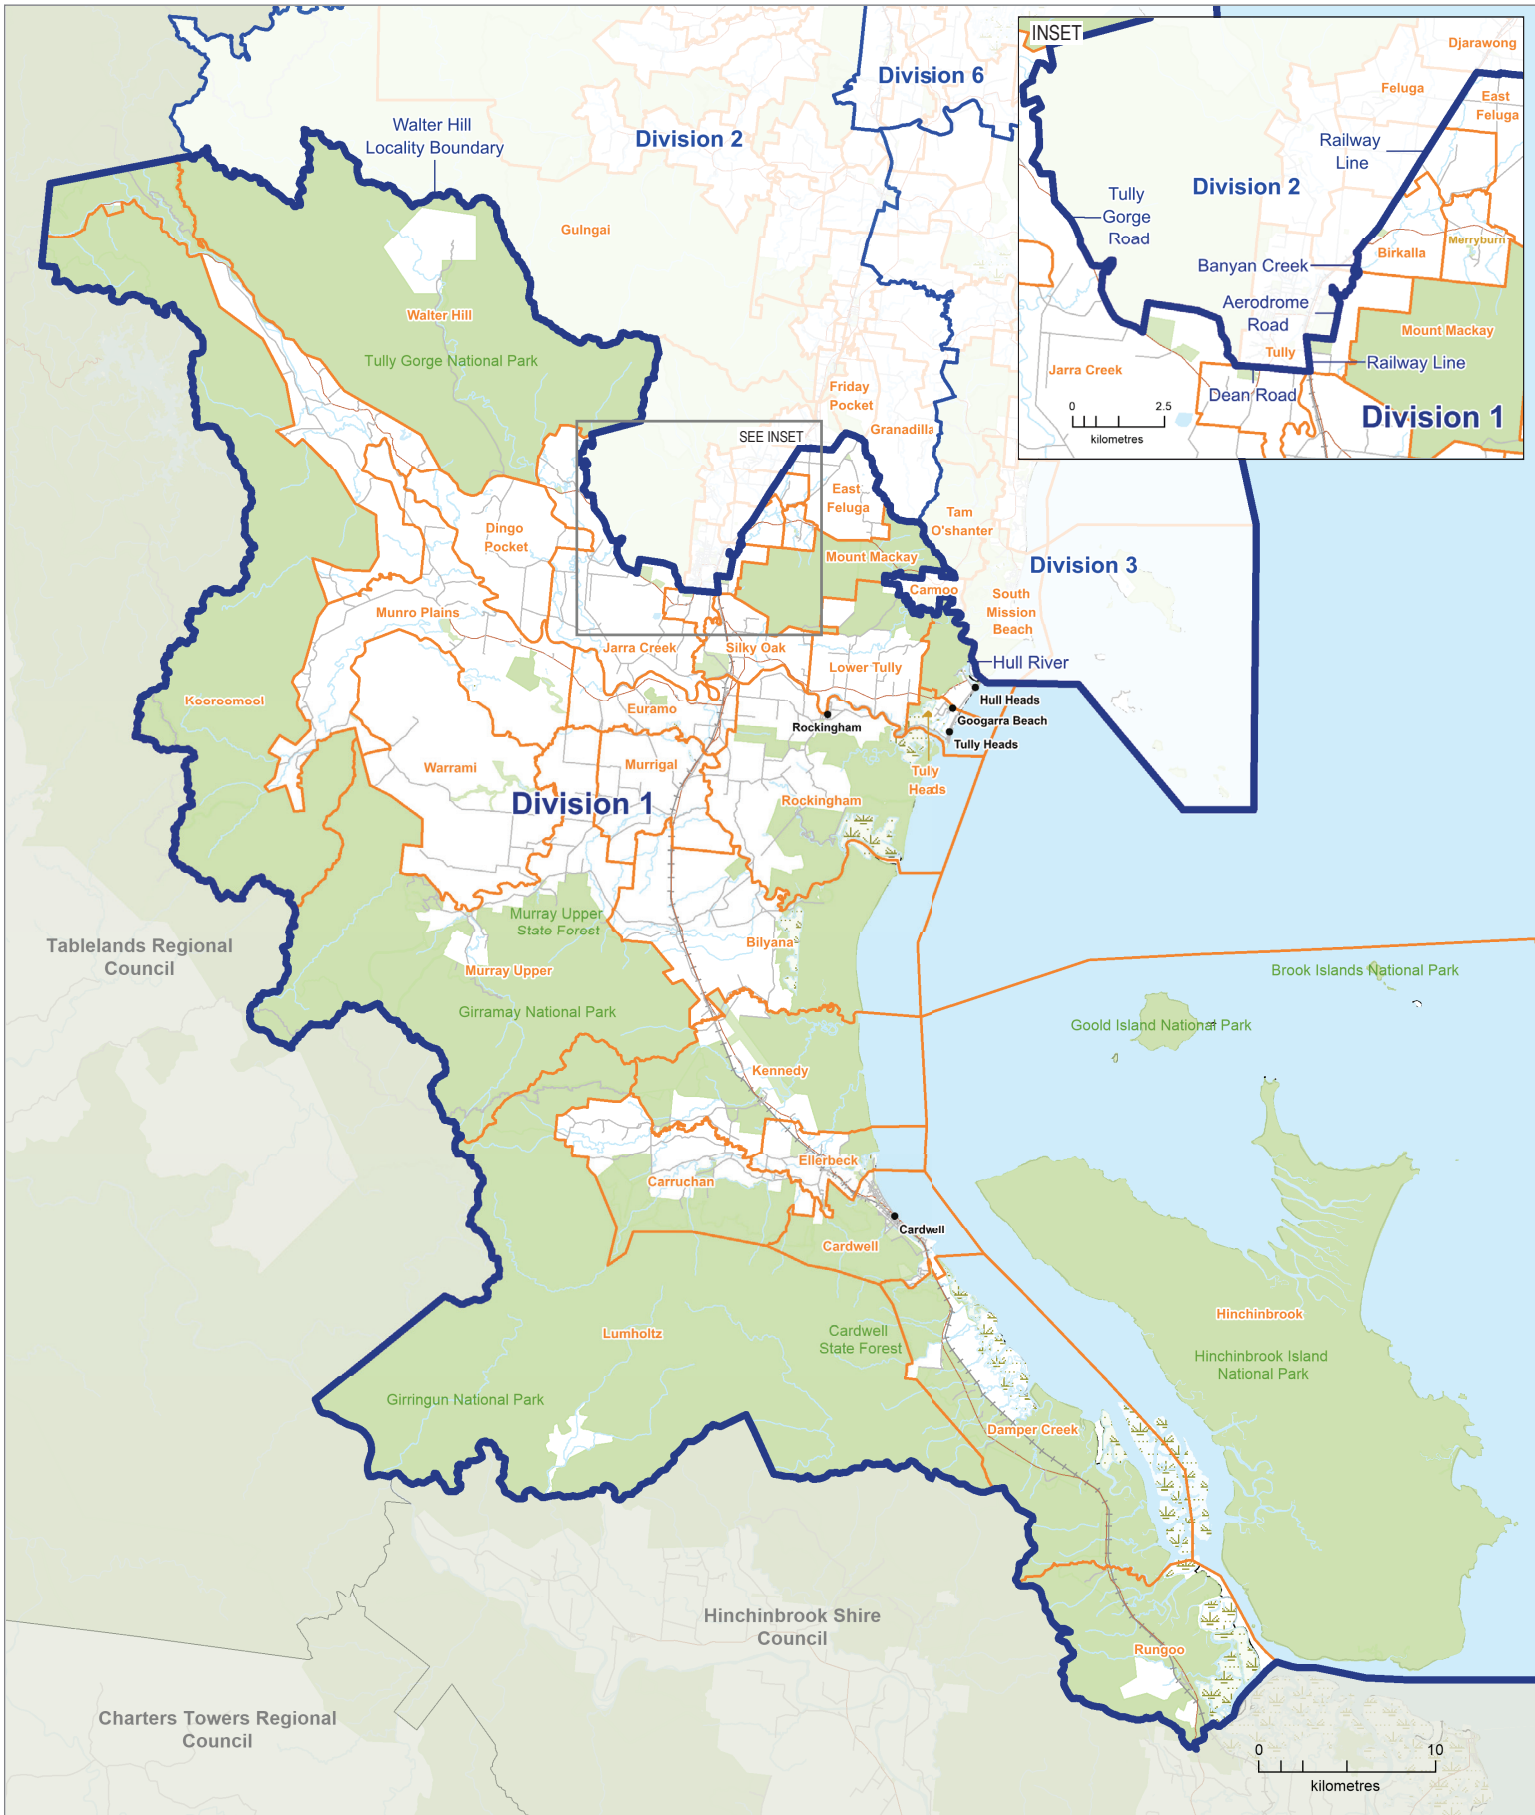 INSET
Djarawong
Feluga
East
Feluga
Railway
Line
Division 2
Tully
Gorge
Road
Birkalla
Merryburn
Banyan Creek
Aerodrome
Road
Mount Mackay
Tully
Jarra Creek
Railway Line
Dean Road
0
2.5
kilometres
Division 1
Division 6
Walter Hill
Locality Boundary
Division 2
Gulngai
Walter Hill
Tully Gorge National Park
Friday
Pocket
Granadilla
SEE INSET
East
Feluga
Tam
O'shanter
Dingo
Pocket
Mount Mackay
Division 3
Carmoo
South
Mission
Beach
Munro Plains
Jarra Creek
Silky Oak
Lower Tully
Hull River
Kooroomool
Euramo
Hull Heads
Rockingham
Googarra Beach
Tully Heads
Warrami
Murrigal
Tuly
Heads
Division 1
Rockingham
Murray Upper
State Forest
Tablelands Regional
Council
Bilyana
Murray Upper
Brook Islands National Park
Girramay National Park
Goold Island National Park
Kennedy
Ellerbeck
Carruchan
Cardwell
Cardwell
Hinchinbrook
Lumholtz
Cardwell
State Forest
Hinchinbrook Island
National Park
Girringun National Park
Damper Creek
Hinchinbrook Shire
Council
Rungoo
Charters Towers Regional
Council
0
10
kilometres